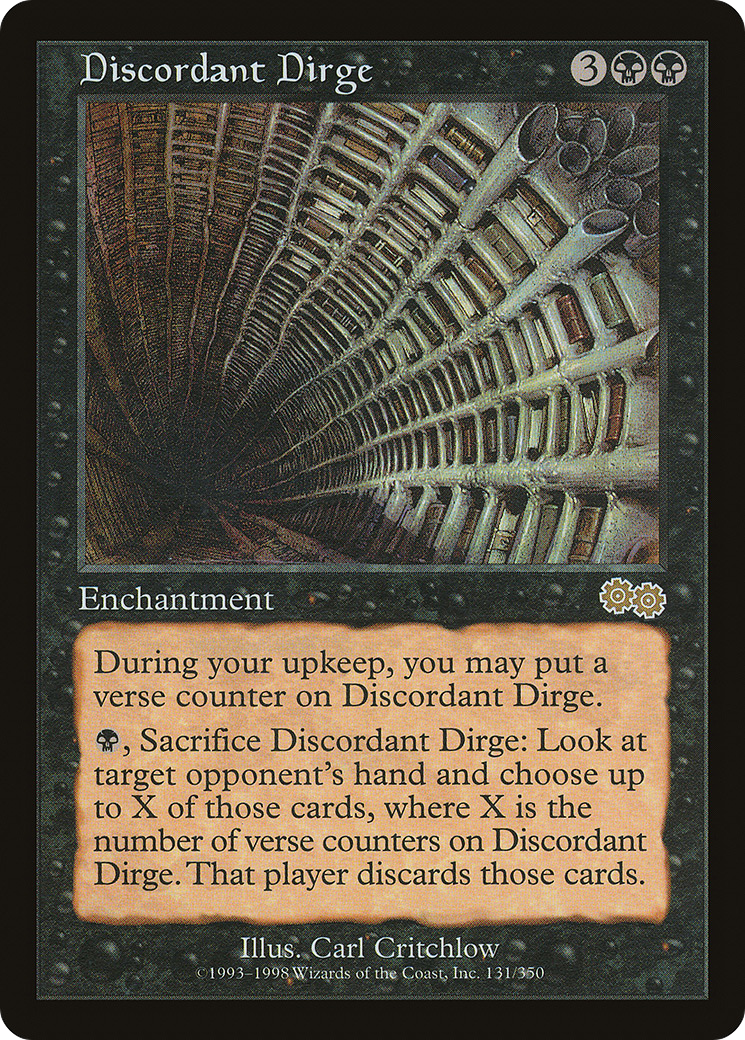 Discordant Dirge
3
Enchantment
During your upkeep, you may put a
verse counter on Discordant Dirge.
, Sacrifice Discordant Dirge: Look at
target opponent's hand and choose up
to X of those cards, where X is the
number of verse counters on Discordant
Dirge. That player discards those cards.
Illus. Carl Critchlow
©1993–1998 Wizards of the Coast, Inc. 131/350